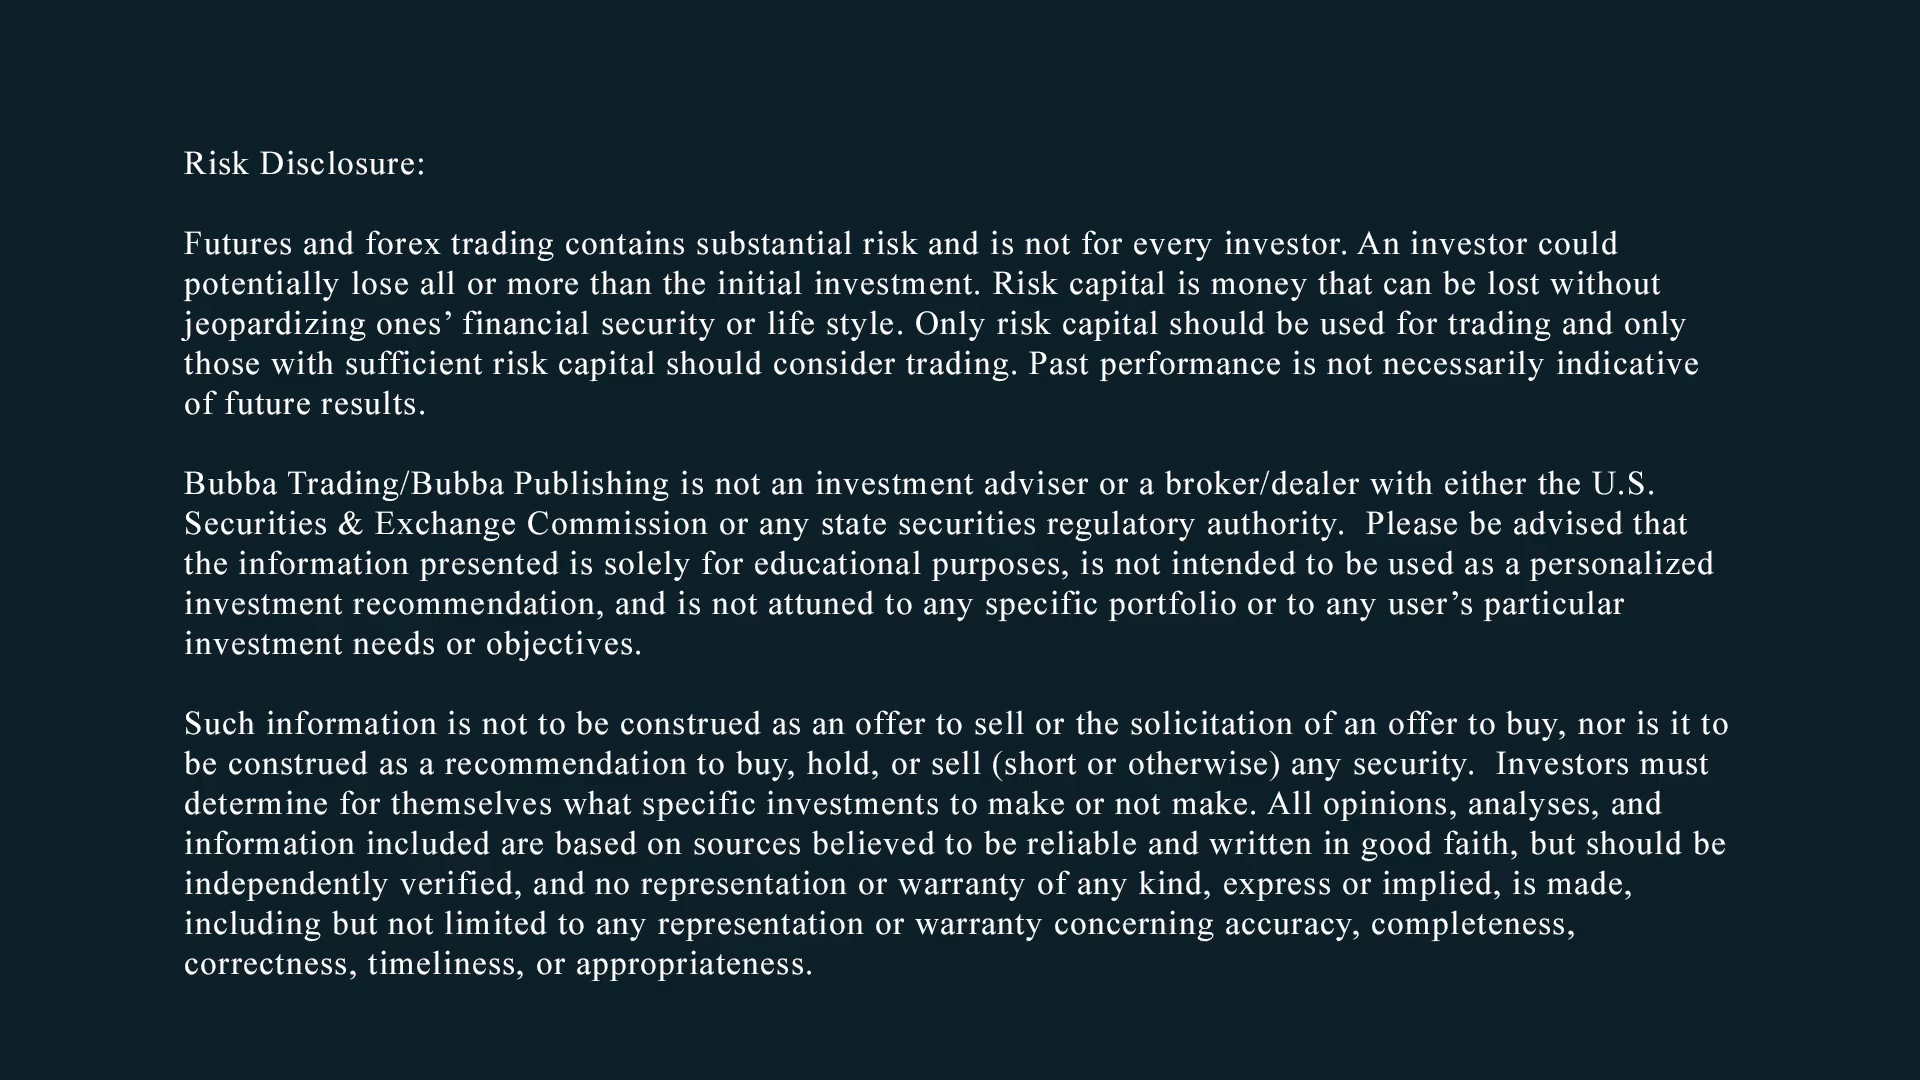 Risk Disclosure:
Futures and forex trading contains substantial risk and is not for every investor. An investor could
potentially lose all or more than the initial investment. Risk capital is money that can be lost without
jeopardizing ones’ financial security or life style. Only risk capital should be used for trading and only
those with sufficient risk capital should consider trading. Past performance is not necessarily indicative
of future results.
Bubba Trading/Bubba Publishing is not an investment adviser or a broker/dealer with either the U.S.
Securities & Exchange Commission or any state securities regulatory authority.  Please be advised that
the information presented is solely for educational purposes, is not intended to be used as a personalized
investment recommendation, and is not attuned to any specific portfolio or to any user’s particular
investment needs or objectives.
Such information is not to be construed as an offer to sell or the solicitation of an offer to buy, nor is it to
be construed as a recommendation to buy, hold, or sell (short or otherwise) any security.  Investors must
determine for themselves what specific investments to make or not make. All opinions, analyses, and
information included are based on sources believed to be reliable and written in good faith, but should be
independently verified, and no representation or warranty of any kind, express or implied, is made,
including but not limited to any representation or warranty concerning accuracy, completeness,
correctness, timeliness, or appropriateness.